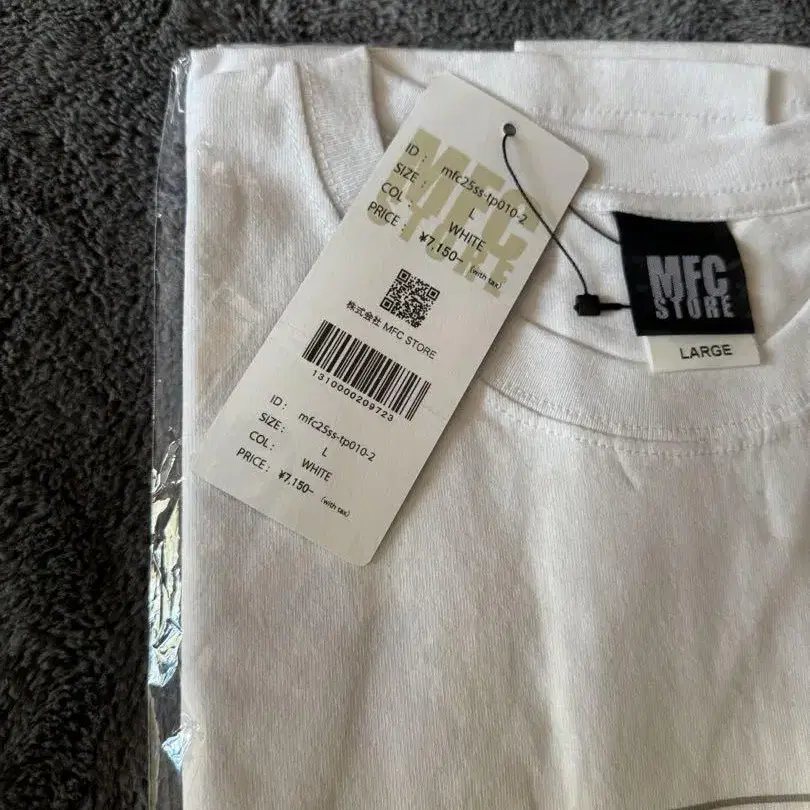 MFC
STORE
ID : mfc25ss-tp010-2
SIZE : L
COL : WHITE
PRICE : ¥7,150- (with tax)
株式会社 MFC STORE
1310000209723
ID : mfc25ss-tp010-2
SIZE : L
COL : WHITE
PRICE : ¥7,150- (with tax)
MFC
STORE
LARGE